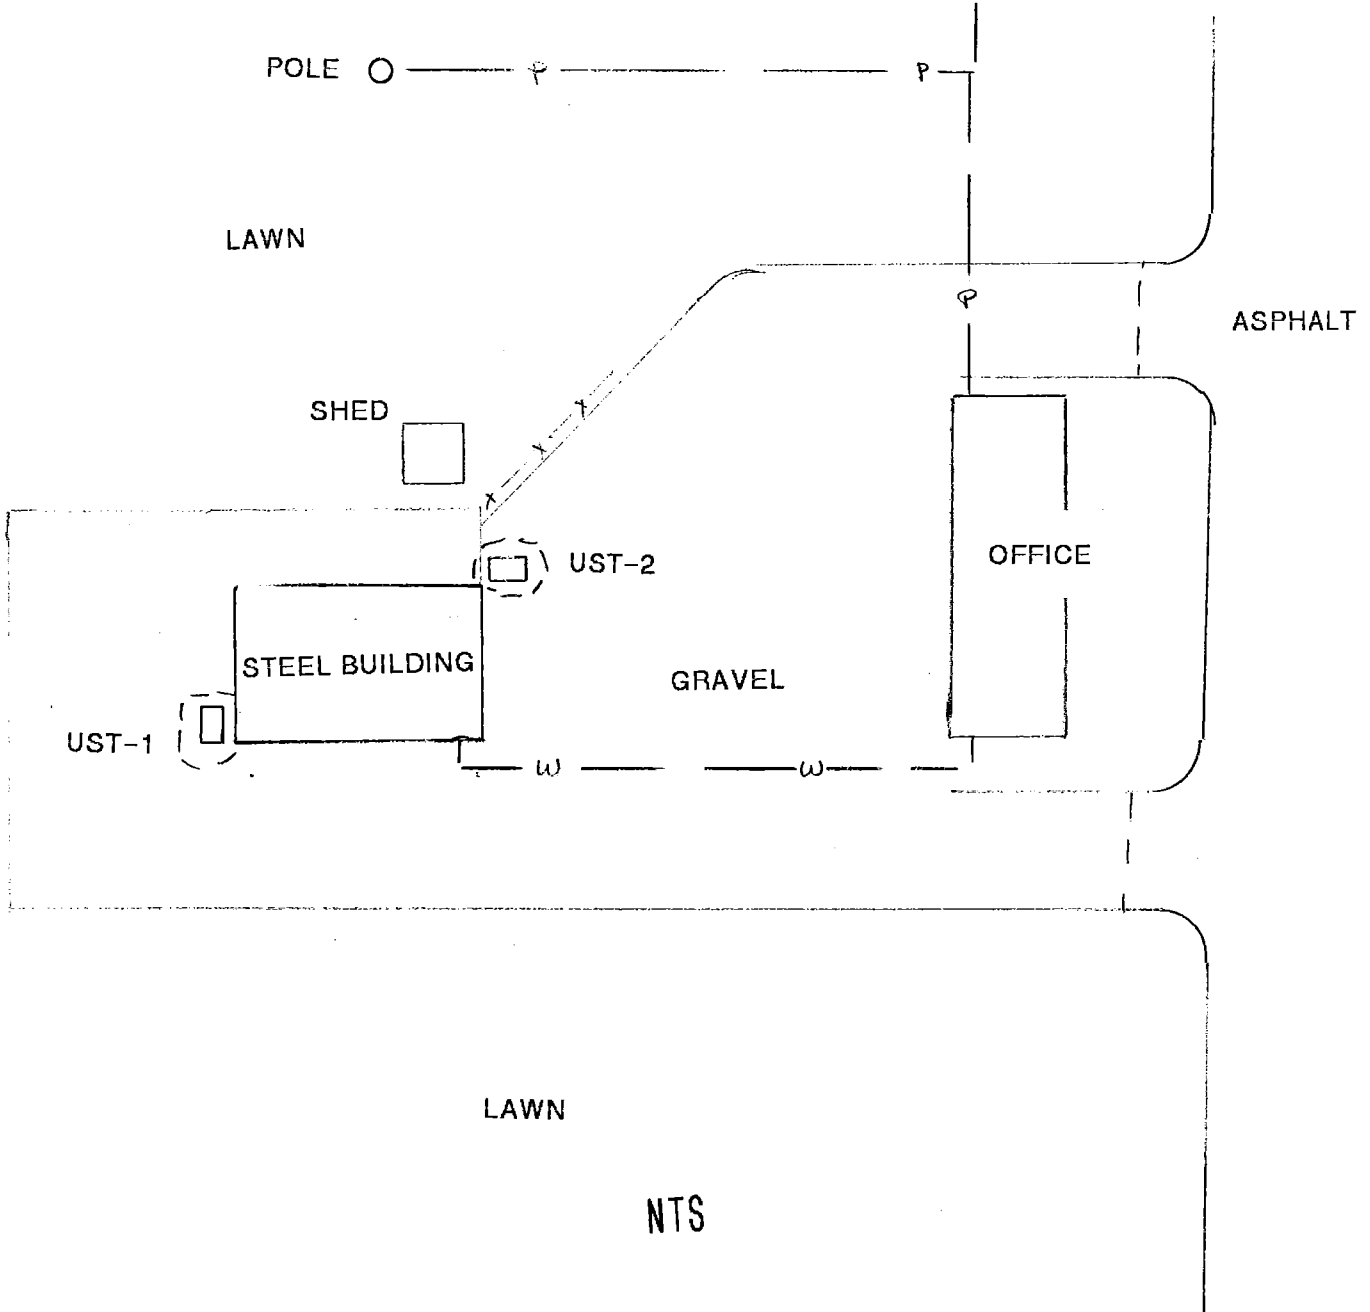 POLE
P
P
LAWN
P
ASPHALT
SHED
X
X
X
UST-2
OFFICE
STEEL BUILDING
GRAVEL
UST-1
W
W
LAWN
NTS